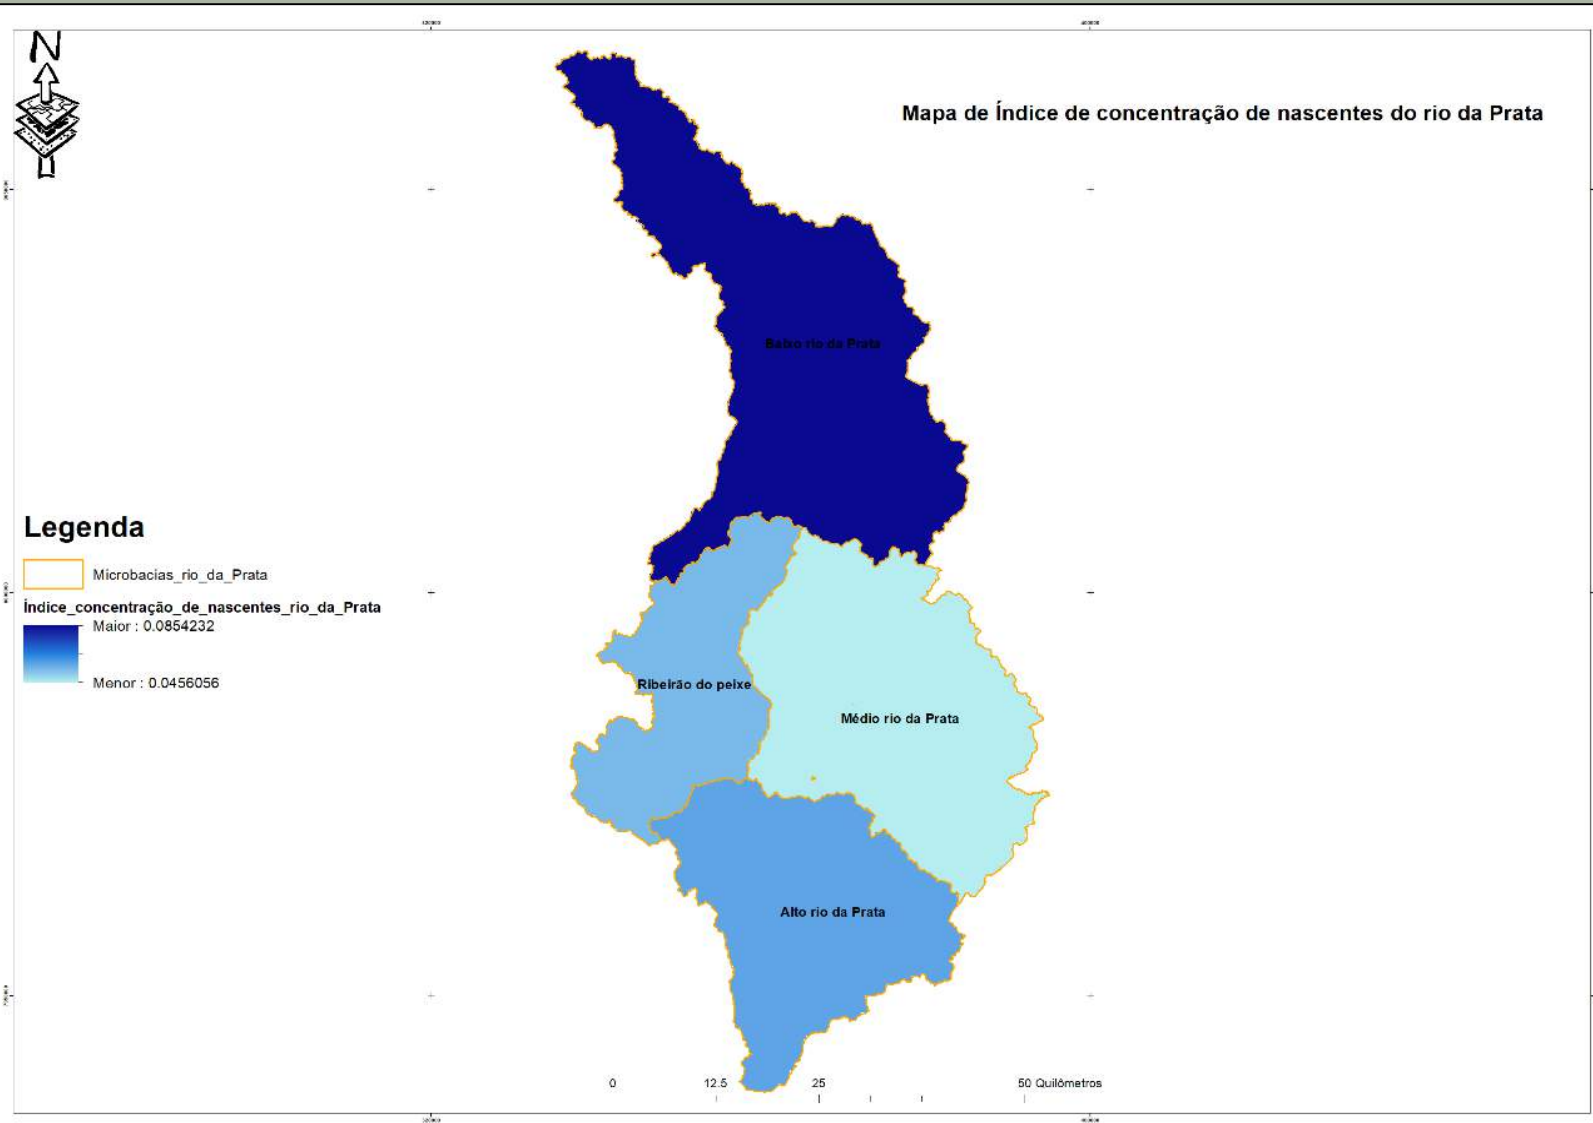 N
Mapa de Índice de concentração de nascentes do rio da Prata
Baixo rio da Prata
Legenda
Microbacias_rio_da_Prata
Índice_concentração_de_nascentes_rio_da_Prata
Maior : 0.0854232
Menor : 0.0456056
Ribeirão do peixe
Médio rio da Prata
Alto rio da Prata
0 12.5 25 50 Quilômetros